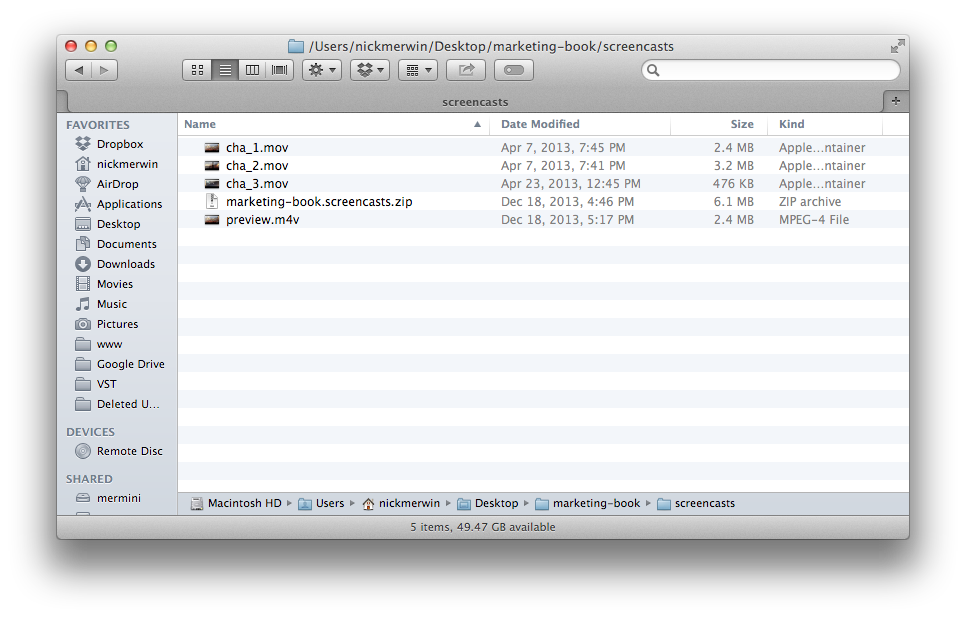 /Users/nickmerwin/Desktop/marketing-book/screencasts
screencasts
FAVORITES
Dropbox
nickmerwin
AirDrop
Applications
Desktop
Documents
Downloads
Movies
Music
Pictures
www
Google Drive
VST
Deleted U...
DEVICES
Remote Disc
SHARED
mermini
Name Date Modified Size Kind
cha_1.mov Apr 7, 2013, 7:45 PM 2.4 MB Apple...ntainer
cha_2.mov Apr 7, 2013, 7:41 PM 3.2 MB Apple...ntainer
cha_3.mov Apr 23, 2013, 12:45 PM 476 KB Apple...ntainer
marketing-book.screencasts.zip Dec 18, 2013, 4:46 PM 6.1 MB ZIP archive
preview.m4v Dec 18, 2013, 5:17 PM 2.4 MB MPEG-4 File
Macintosh HD ▸ Users ▸ nickmerwin ▸ Desktop ▸ marketing-book ▸ screencasts
5 items, 49.47 GB available